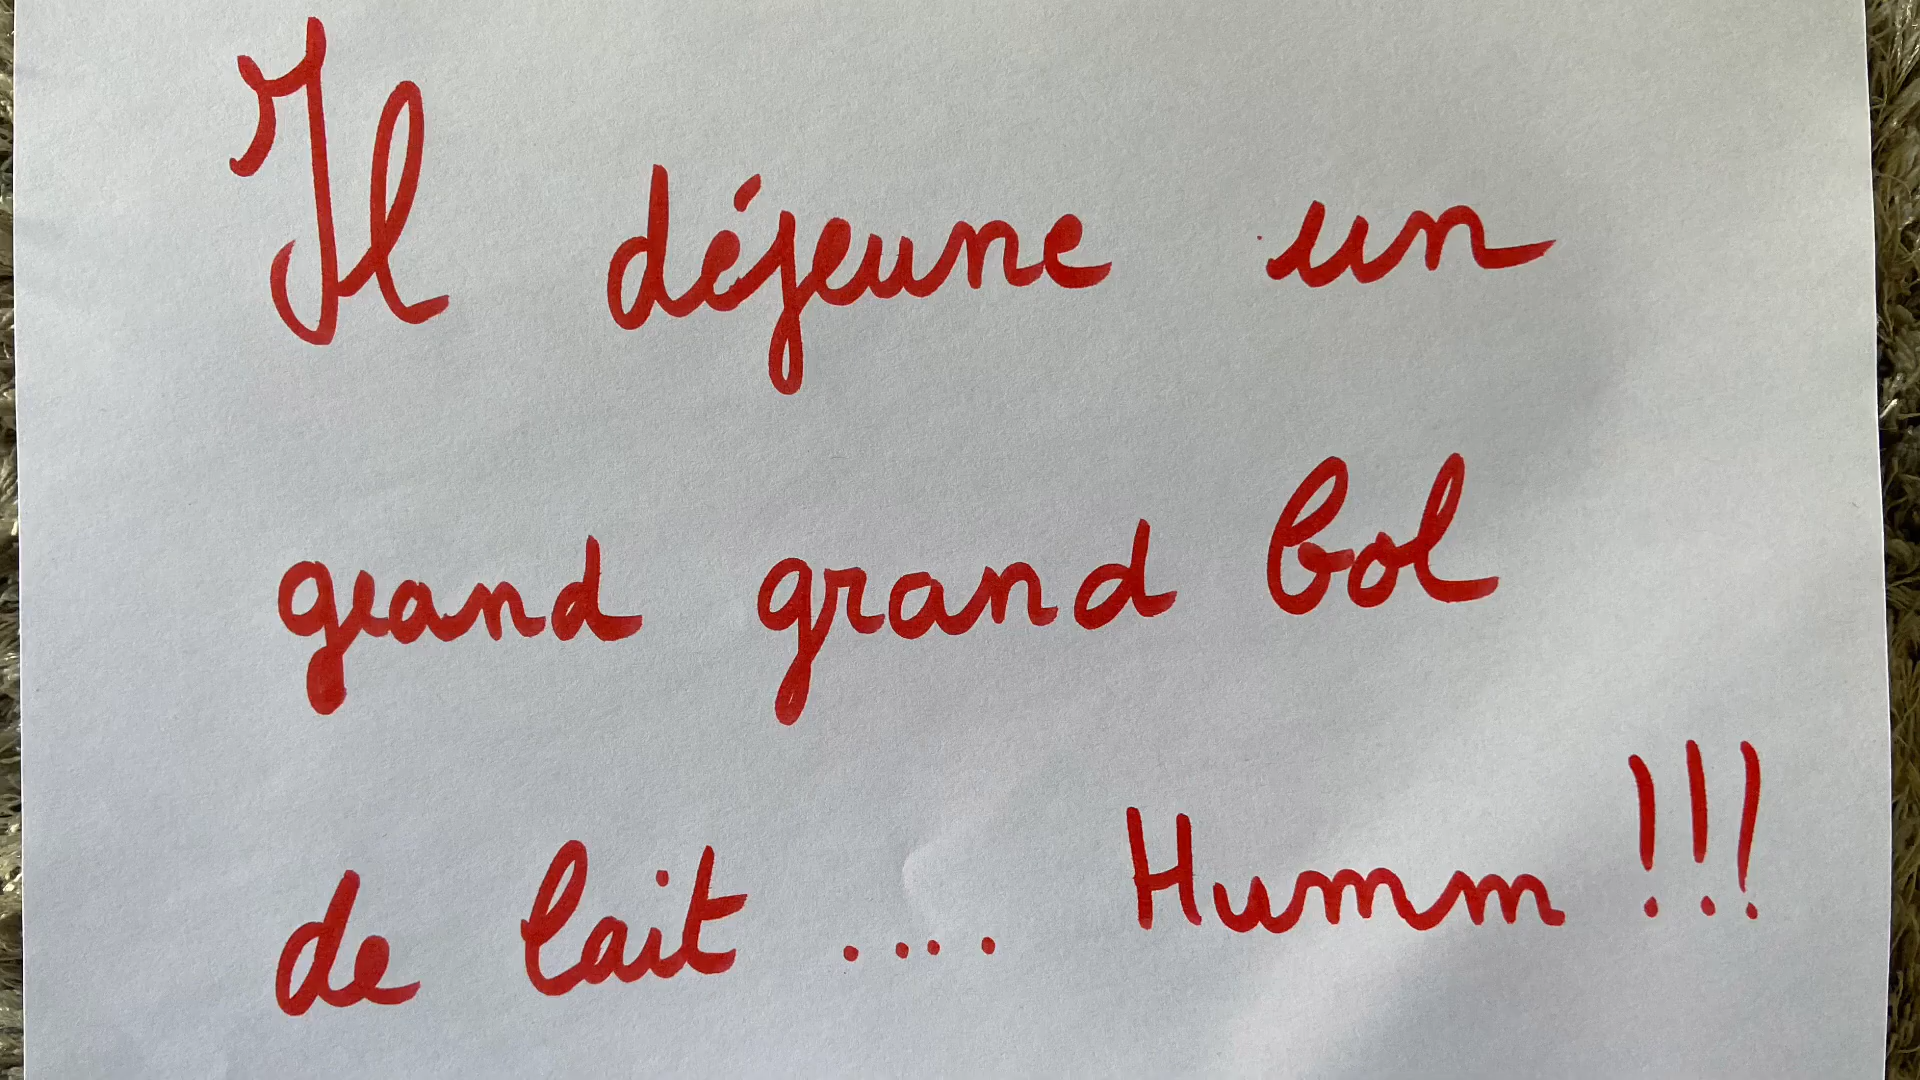 Il déjeune un
grand grand bol
de lait .... Humm !!!